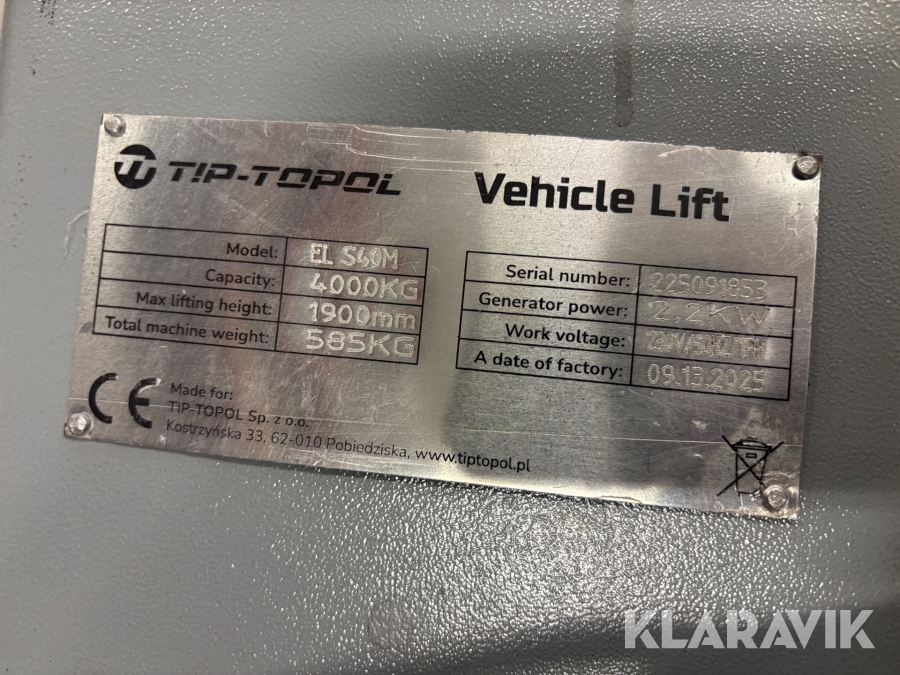 TIP-TOPOL
Vehicle Lift
Model: EL S40M
Capacity: 4000KG
Max lifting height: 1900mm
Total machine weight: 585KG
Serial number: 225091853
Generator power: 2,2KW
Work voltage:
A date of factory: 09.13.2025
CE
Made for:
TIP-TOPOL Sp. z o.o.
Kostrzyńska 33, 62-010 Pobiedziska, www.tiptopol.pl
KLARAVIK